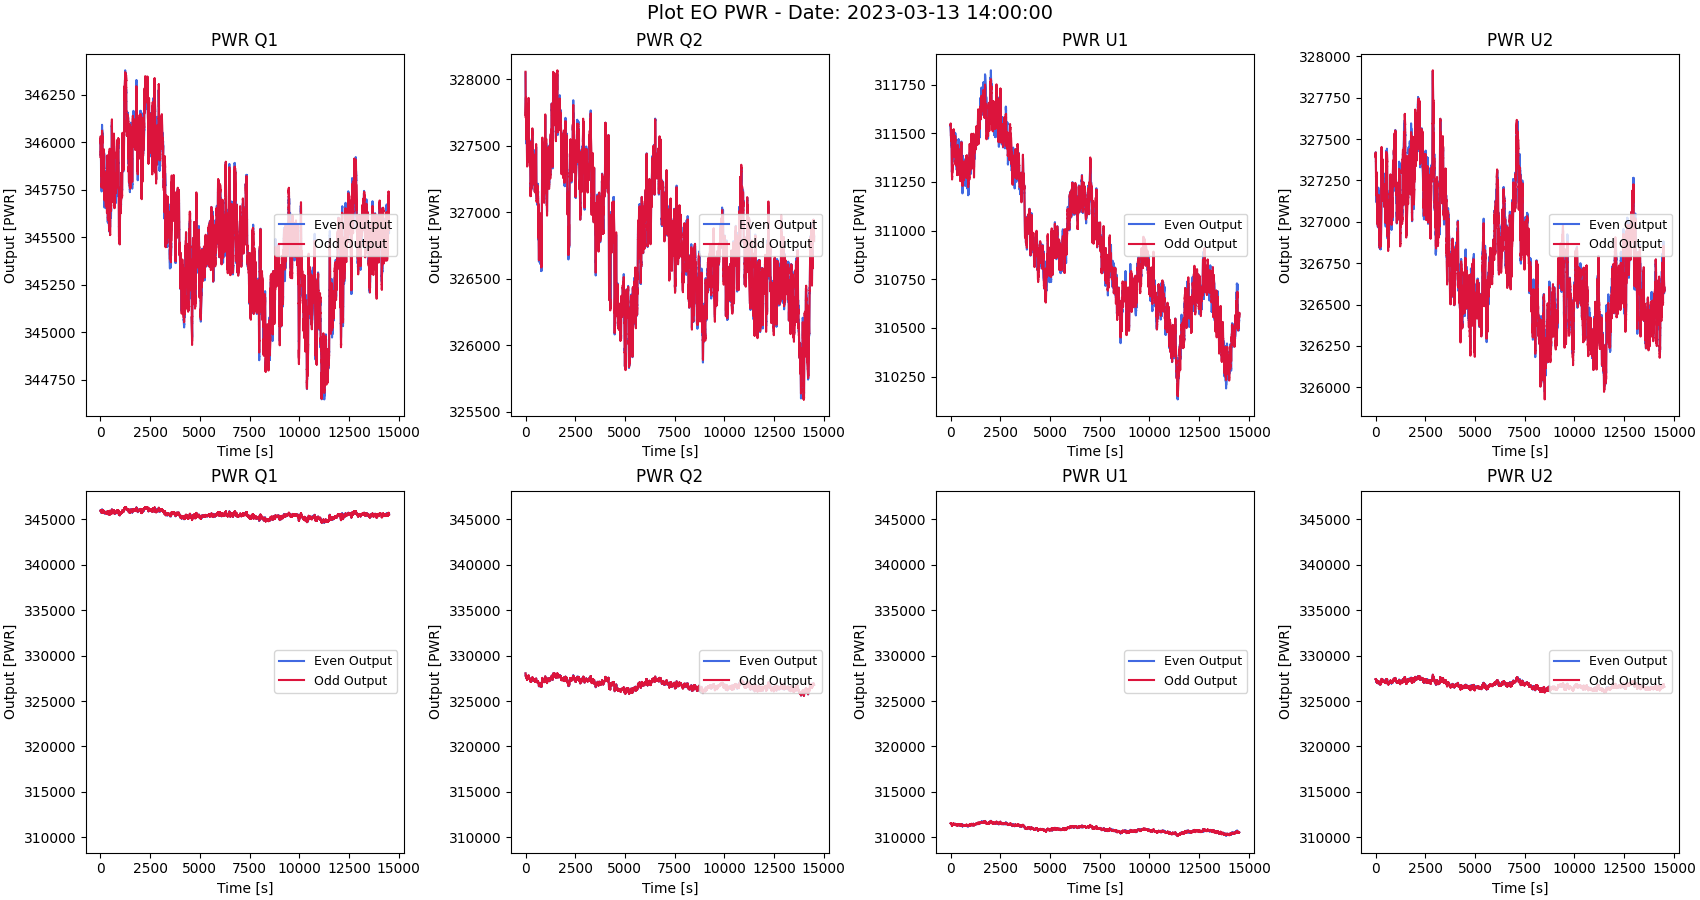 Plot EO PWR - Date: 2023-03-13 14:00:00
PWR Q1
Output [PWR]
346250
346000
345750
345500
345250
345000
344750
0 2500 5000 7500 10000 12500 15000
Time [s]
Even Output
Odd Output
PWR Q2
Output [PWR]
328000
327500
327000
326500
326000
325500
0 2500 5000 7500 10000 12500 15000
Time [s]
Even Output
Odd Output
PWR U1
Output [PWR]
311750
311500
311250
311000
310750
310500
310250
0 2500 5000 7500 10000 12500 15000
Time [s]
Even Output
Odd Output
PWR U2
Output [PWR]
328000
327750
327500
327250
327000
326750
326500
326250
326000
0 2500 5000 7500 10000 12500 15000
Time [s]
Even Output
Odd Output
PWR Q1
Output [PWR]
345000
340000
335000
330000
325000
320000
315000
310000
0 2500 5000 7500 10000 12500 15000
Time [s]
Even Output
Odd Output
PWR Q2
Output [PWR]
345000
340000
335000
330000
325000
320000
315000
310000
0 2500 5000 7500 10000 12500 15000
Time [s]
Even Output
Odd Output
PWR U1
Output [PWR]
345000
340000
335000
330000
325000
320000
315000
310000
0 2500 5000 7500 10000 12500 15000
Time [s]
Even Output
Odd Output
PWR U2
Output [PWR]
345000
340000
335000
330000
325000
320000
315000
310000
0 2500 5000 7500 10000 12500 15000
Time [s]
Even Output
Odd Output